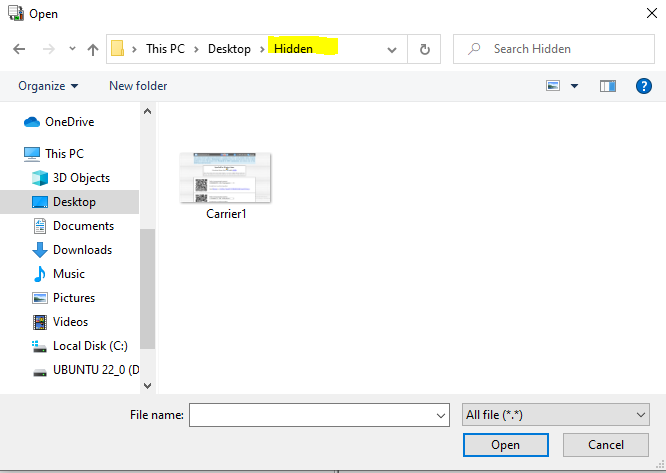 Open
This PC > Desktop > Hidden
Search Hidden
Organize
New folder
OneDrive
This PC
3D Objects
Desktop
Documents
Downloads
Music
Pictures
Videos
Local Disk (C:)
UBUNTU 22_0 (D
Carrier1
File name:
All file (*.*)
Open
Cancel